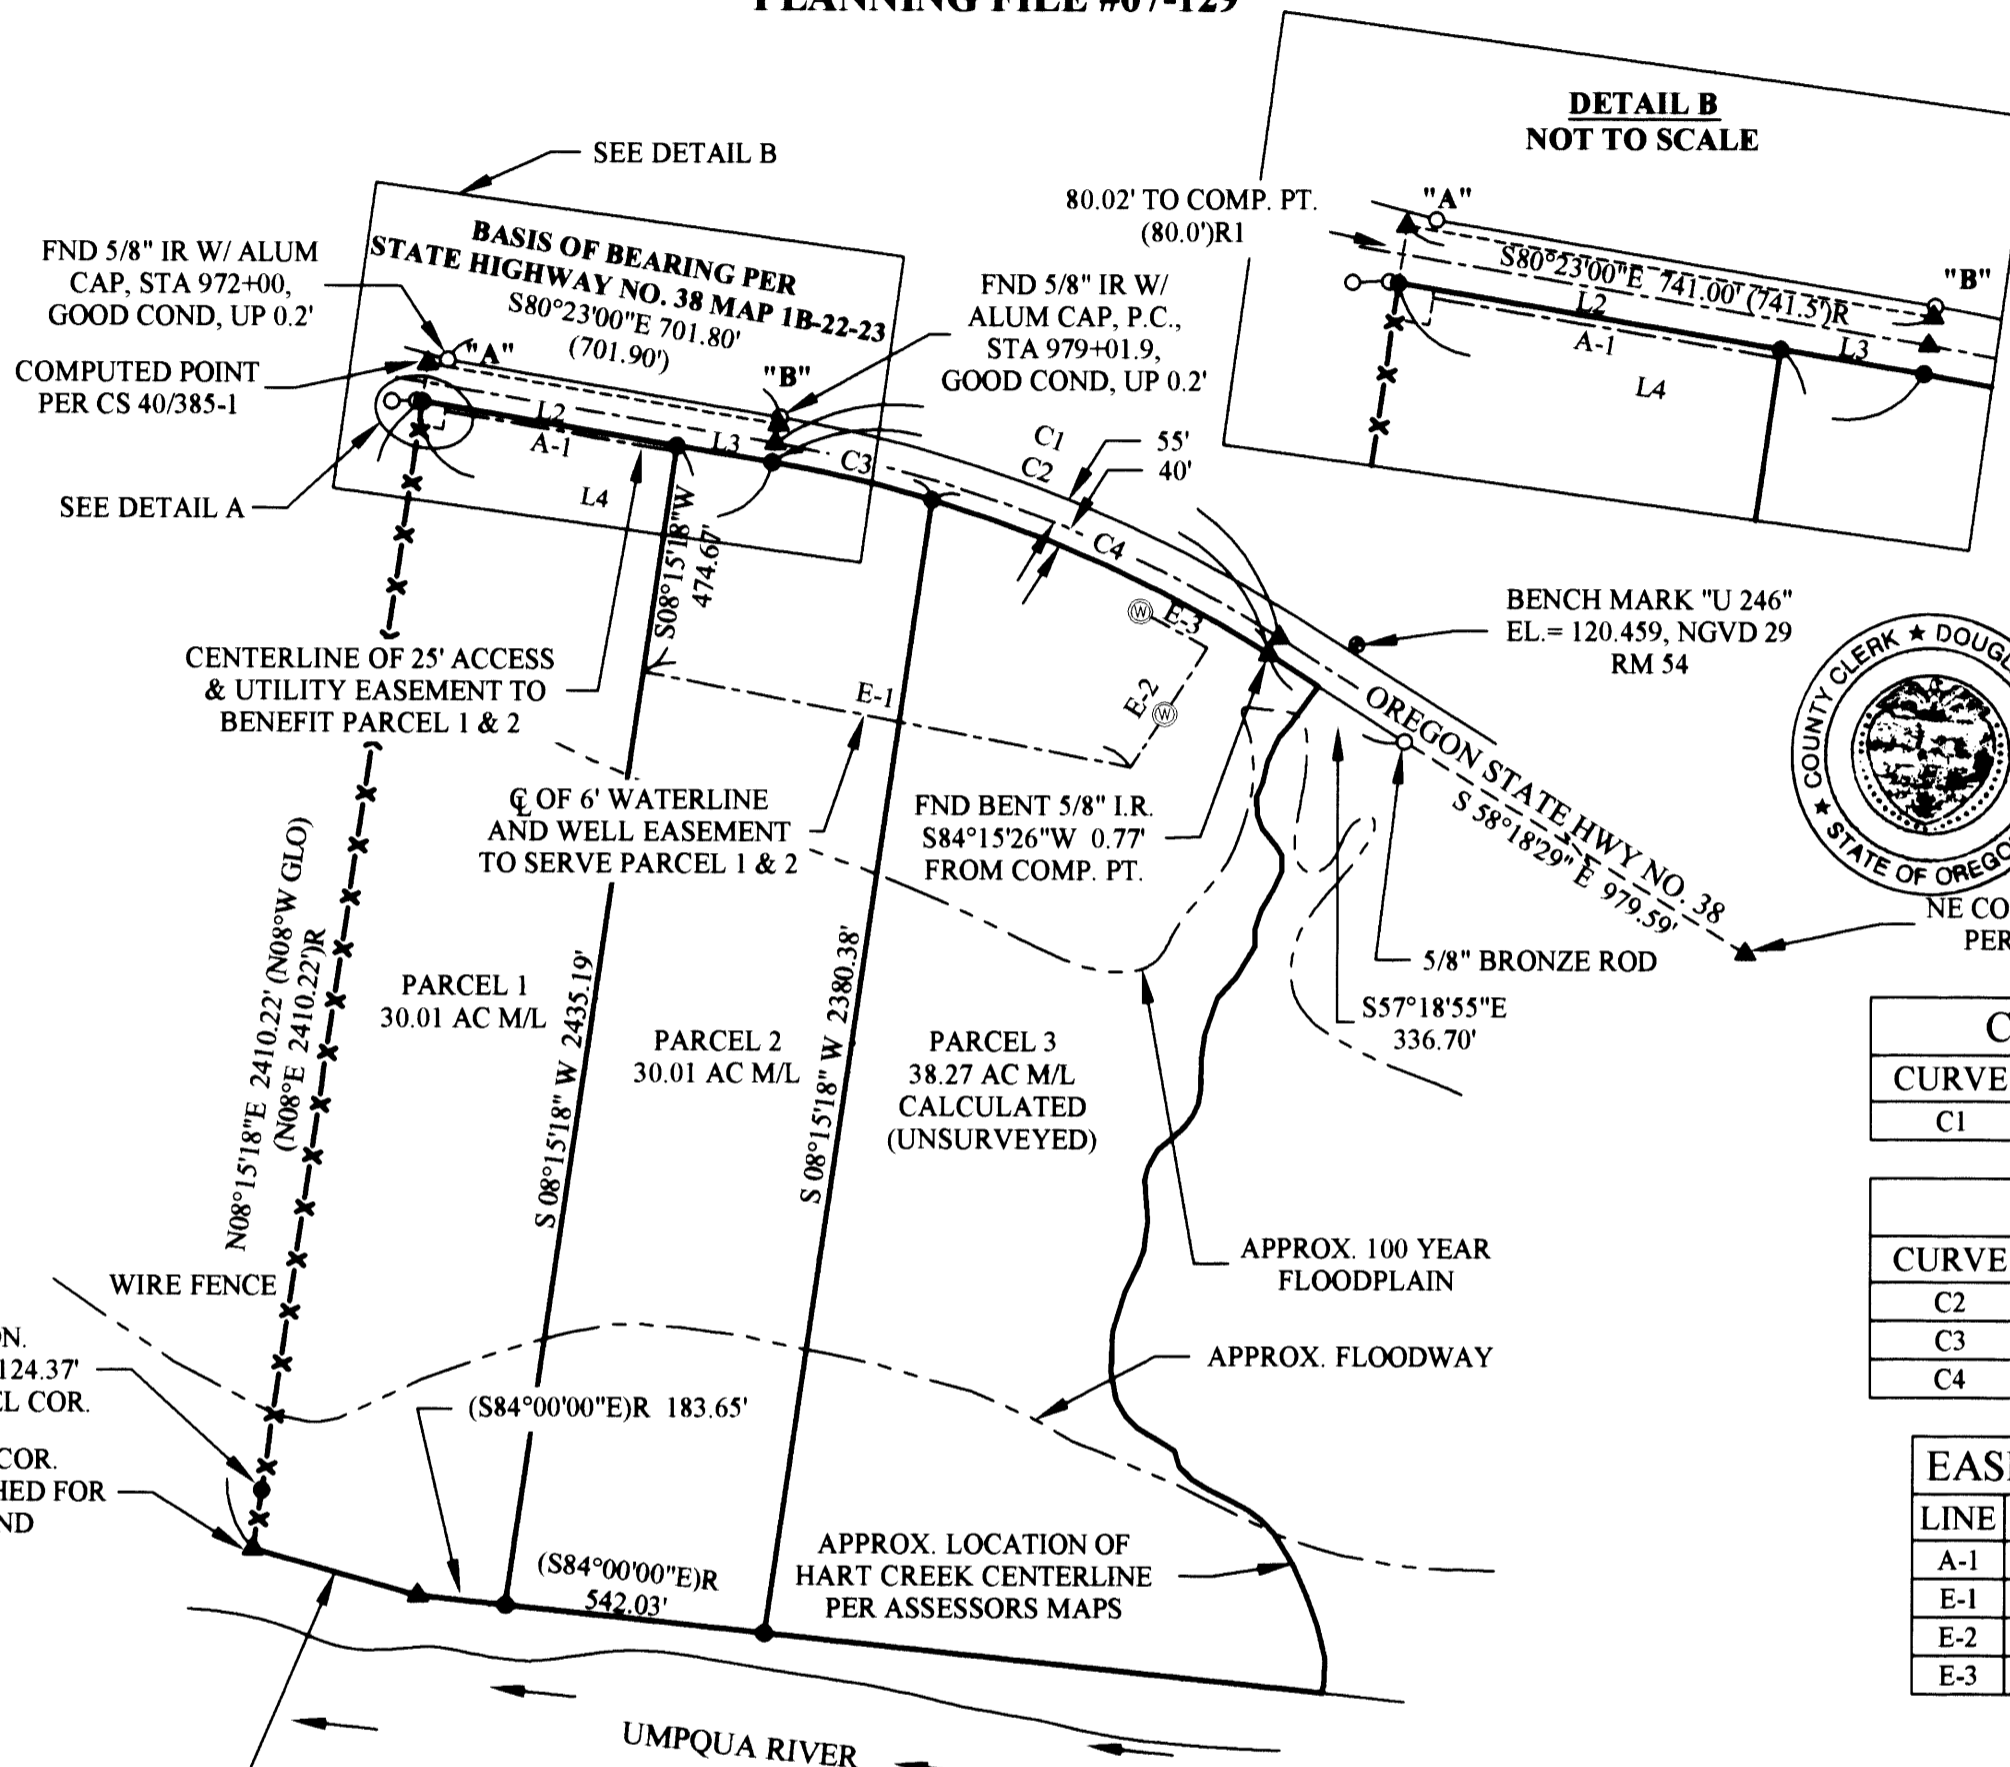 PLANNING FILE #07-129
SEE DETAIL B
DETAIL B
NOT TO SCALE
80.02' TO COMP. PT.
(80.0')R1
"A"
"B"
S80°23'00"E 741.00' (741.5')R
L2
L3
A-1
L4
BASIS OF BEARING PER
STATE HIGHWAY NO. 38 MAP 1B-22-23
S80°23'00"E 701.80'
(701.90')
FND 5/8" IR W/ ALUM
CAP, STA 972+00,
GOOD COND, UP 0.2'
COMPUTED POINT
PER CS 40/385-1
SEE DETAIL A
"A"
"B"
L2
L3
A-1
L4
FND 5/8" IR W/
ALUM CAP, P.C.,
STA 979+01.9,
GOOD COND, UP 0.2'
C1
C2
C3
C4
55'
40'
S08°15'18"W
474.67'
CENTERLINE OF 25' ACCESS
& UTILITY EASEMENT TO
BENEFIT PARCEL 1 & 2
E-1
E-2
E-3
W
W
BENCH MARK "U 246"
EL.= 120.459, NGVD 29
RM 54
COUNTY CLERK ★ DOUGL
★ STATE OF OREGO
℄ OF 6' WATERLINE
AND WELL EASEMENT
TO SERVE PARCEL 1 & 2
FND BENT 5/8" I.R.
S84°15'26"W 0.77'
FROM COMP. PT.
OREGON STATE HWY NO. 38
S 58°18'29" E 979.59'
NE CO
PER
5/8" BRONZE ROD
S57°18'55"E
336.70'
N08°15'18"E 2410.22' (N08°W GLO)
(N08°E 2410.22')R
PARCEL 1
30.01 AC M/L
S 08°15'18" W 2435.19'
PARCEL 2
30.01 AC M/L
S 08°15'18" W 2380.38'
PARCEL 3
38.27 AC M/L
CALCULATED
(UNSURVEYED)
APPROX. 100 YEAR
FLOODPLAIN
WIRE FENCE
APPROX. FLOODWAY
ON.
124.37'
EL COR.
COR.
HED FOR
ND
(S84°00'00"E)R 183.65'
(S84°00'00"E)R
542.03'
APPROX. LOCATION OF
HART CREEK CENTERLINE
PER ASSESSORS MAPS
UMPQUA RIVER
C
CURVE
C1
CURVE
C2
C3
C4
EASE
LINE
A-1
E-1
E-2
E-3